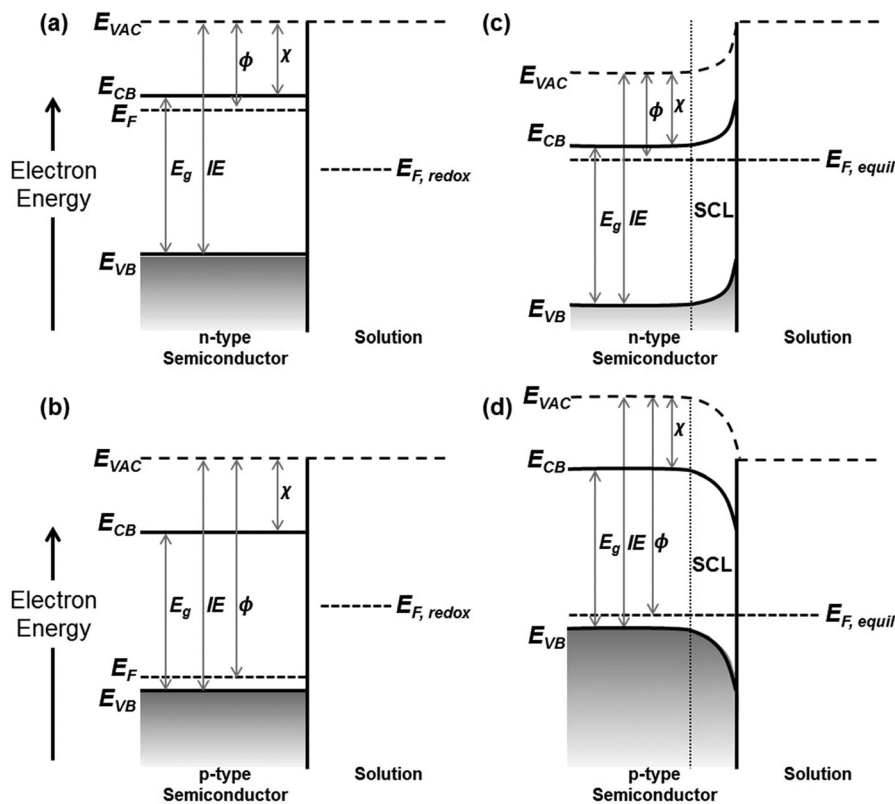 (a)
E_VAC
ϕ
χ
E_CB
E_F
Electron
Energy
E_g
IE
E_F, redox
E_VB
n-type
Semiconductor
Solution
(c)
E_VAC
ϕ
χ
E_CB
E_F, equil
E_g
IE
SCL
E_VB
n-type
Semiconductor
Solution
(b)
E_VAC
χ
E_CB
Electron
Energy
E_g
IE
ϕ
E_F, redox
E_F
E_VB
p-type
Semiconductor
Solution
(d)
E_VAC
χ
E_CB
E_g
IE
ϕ
SCL
E_F, equil
E_VB
p-type
Semiconductor
Solution